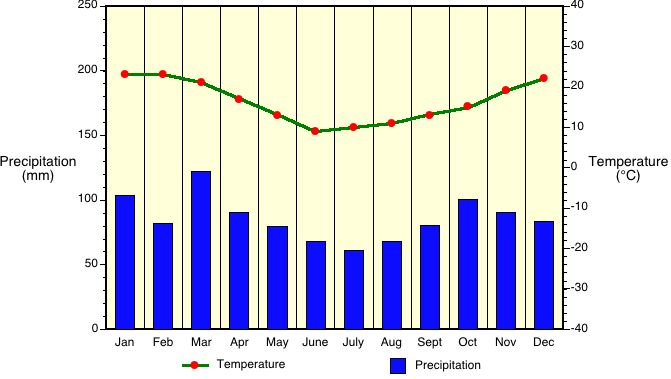 250
200
150
100
50
0
Precipitation
(mm)
40
30
20
10
0
-10
-20
-30
-40
Temperature
(°C)
Jan Feb Mar Apr May June July Aug Sept Oct Nov Dec
Temperature Precipitation